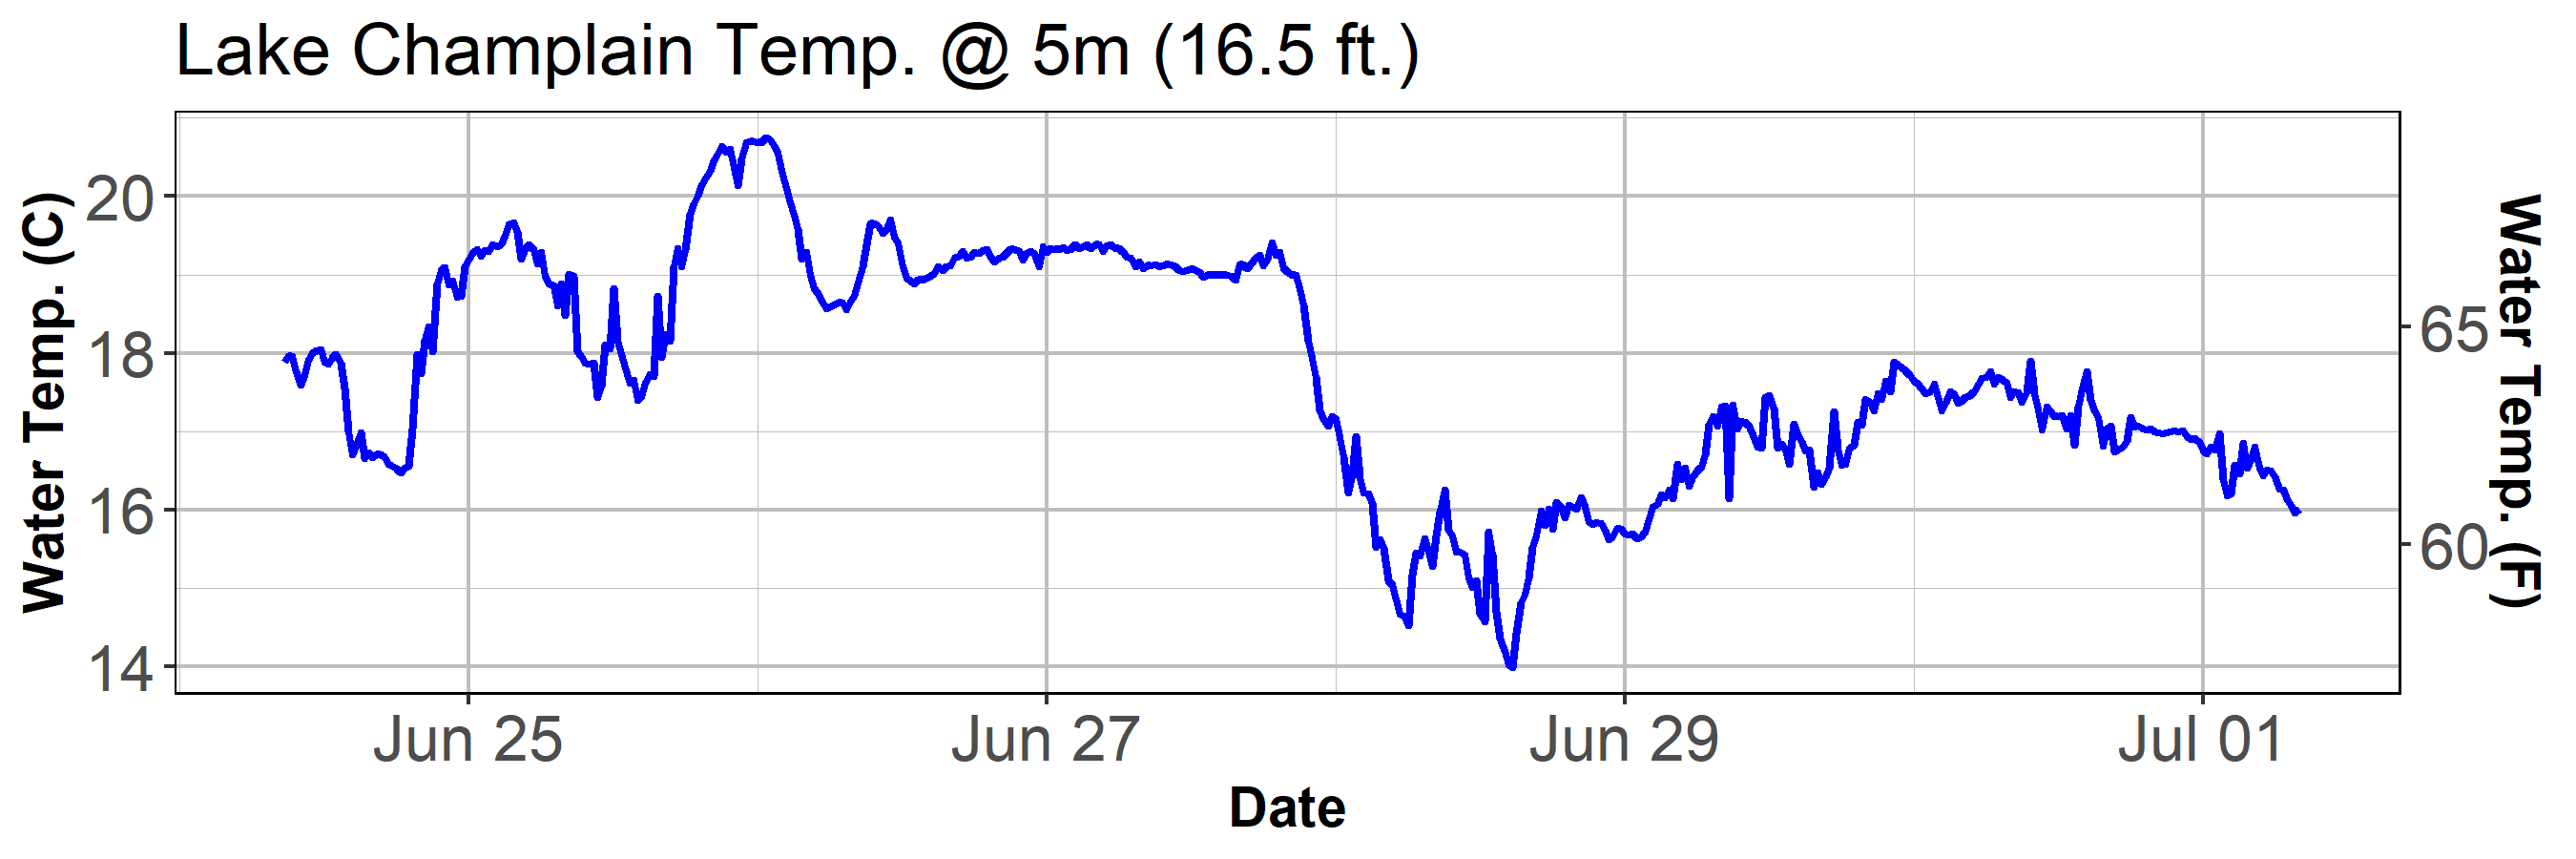 Lake Champlain Temp. @ 5m (16.5 ft.)
Water Temp. (C)
20
18
16
14
65
60
Water Temp. (F)
Jun 25
Jun 27
Jun 29
Jul 01
Date